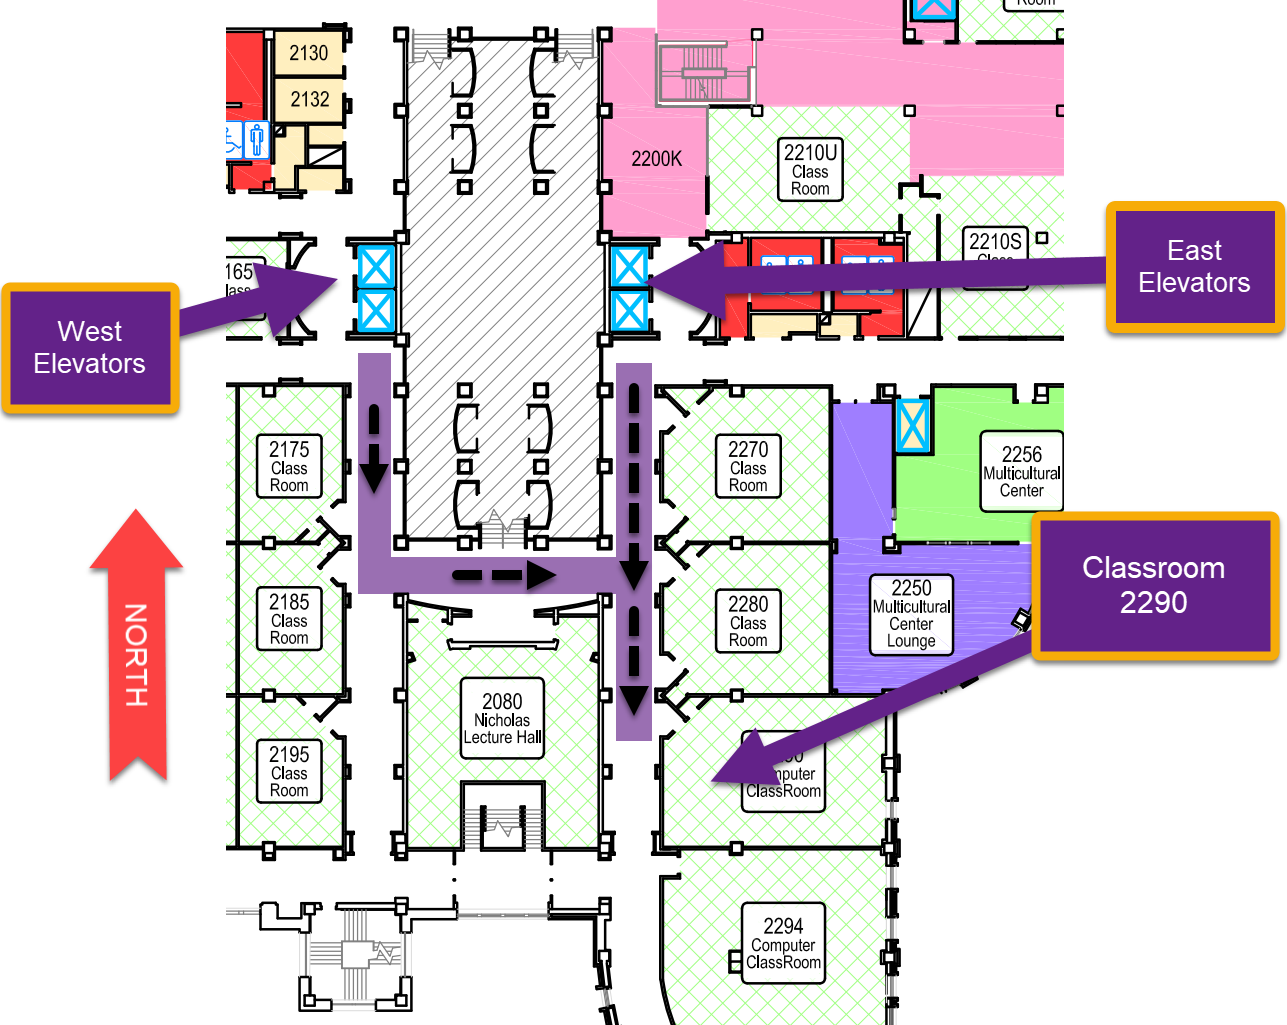 Room
2130
2132
2200K
2210U
Class
Room
2210S
Class
165
lass
East
Elevators
West
Elevators
2175
Class
Room
2270
Class
Room
2256
Multicultural
Center
Classroom
2290
NORTH
2185
Class
Room
2280
Class
Room
2250
Multicultural
Center
Lounge
2195
Class
Room
2080
Nicholas
Lecture Hall
90
mputer
ClassRoom
2294
Computer
ClassRoom